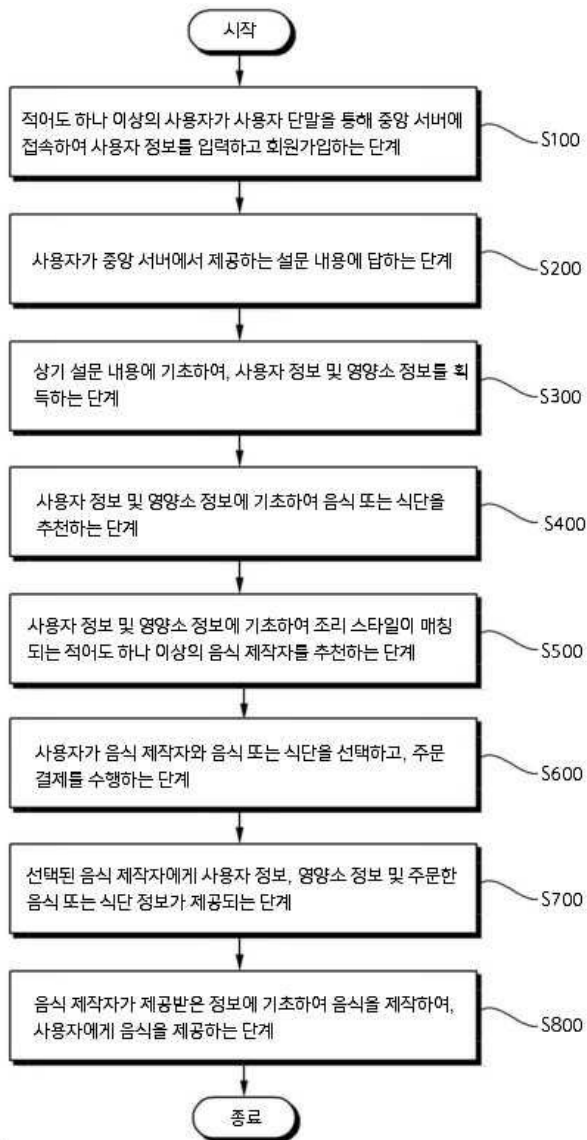 시작
적어도 하나 이상의 사용자가 사용자 단말을 통해 중앙 서버에
접속하여 사용자 정보를 입력하고 회원가입하는 단계
S100
사용자가 중앙 서버에서 제공하는 설문 내용에 답하는 단계
S200
상기 설문 내용에 기초하여, 사용자 정보 및 영양소 정보를 획
득하는 단계
S300
사용자 정보 및 영양소 정보에 기초하여 음식 또는 식단을
추천하는 단계
S400
사용자 정보 및 영양소 정보에 기초하여 조리 스타일이 매칭
되는 적어도 하나 이상의 음식 제작자를 추천하는 단계
S500
사용자가 음식 제작자와 음식 또는 식단을 선택하고, 주문
결제를 수행하는 단계
S600
선택된 음식 제작자에게 사용자 정보, 영양소 정보 및 주문한
음식 또는 식단 정보가 제공되는 단계
S700
음식 제작자가 제공받은 정보에 기초하여 음식을 제작하여,
사용자에게 음식을 제공하는 단계
S800
종료